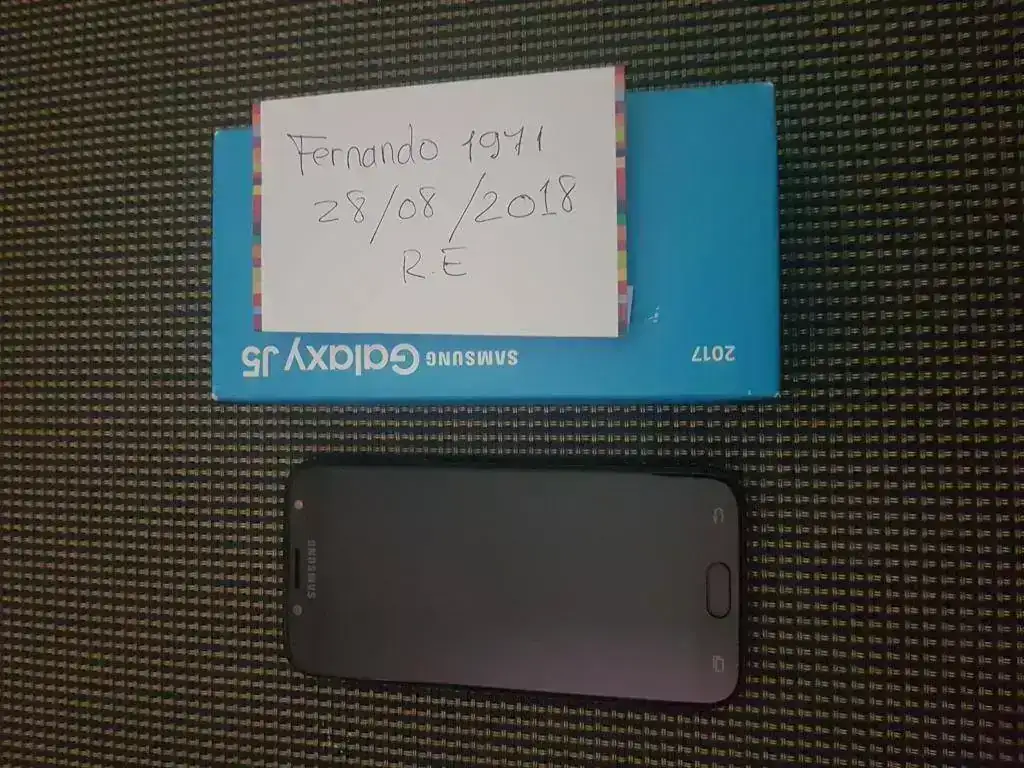 Fernando 1971
28/08/2018
R.E
SAMSUNG Galaxy J5
2017
SAMSUNG